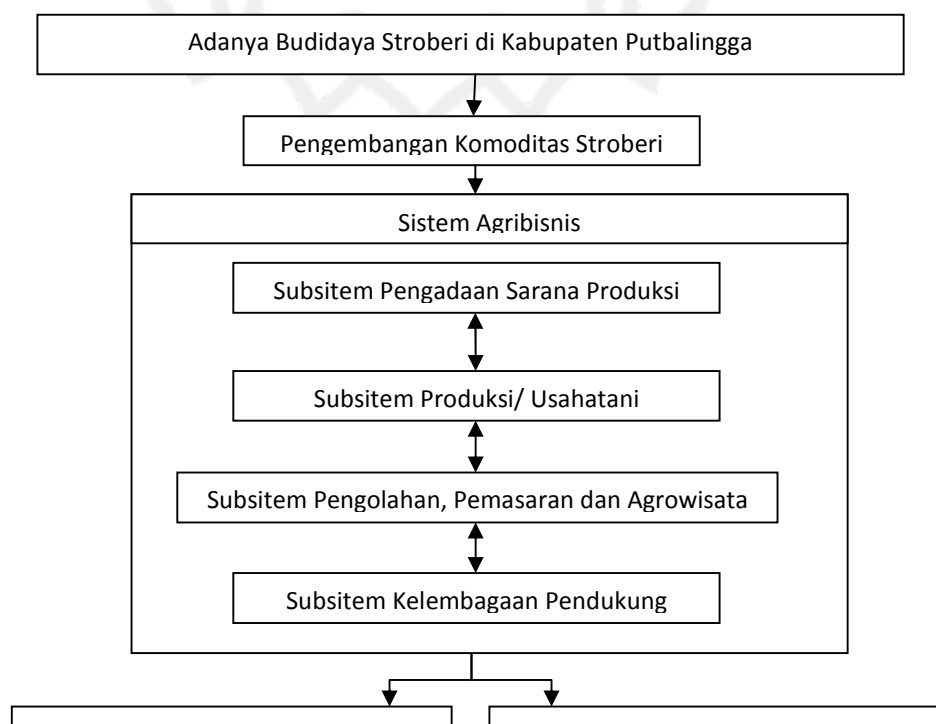 Adanya Budidaya Stroberi di Kabupaten Putbalingga
Pengembangan Komoditas Stroberi
Sistem Agribisnis
Subsitem Pengadaan Sarana Produksi
Subsitem Produksi/ Usahatani
Subsitem Pengolahan, Pemasaran dan Agrowisata
Subsitem Kelembagaan Pendukung